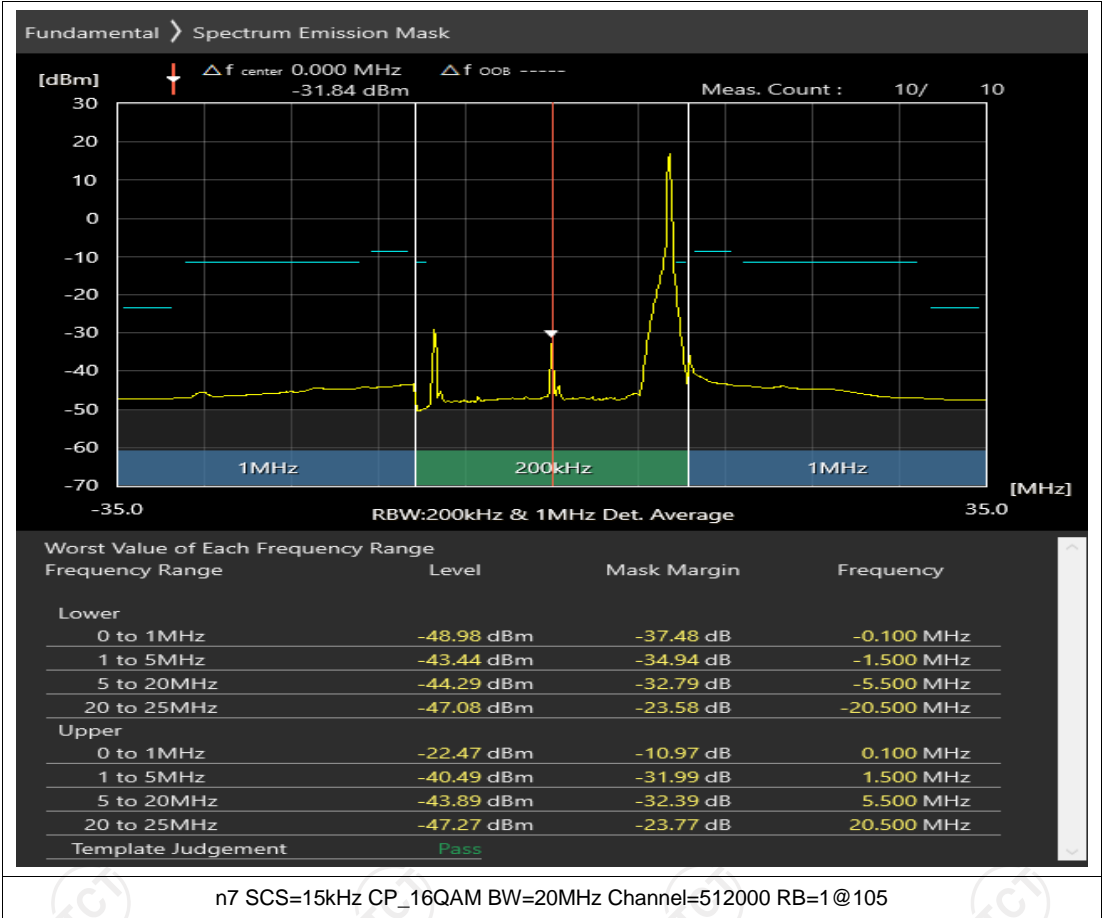 Fundamental ❯ Spectrum Emission Mask
[dBm] △f center 0.000 MHz △f OOB -----
-31.84 dBm Meas. Count : 10/ 10
30
20
10
0
-10
-20
-30
-40
-50
-60
1MHz 200kHz 1MHz
-70 [MHz]
-35.0 RBW:200kHz & 1MHz Det. Average 35.0
Worst Value of Each Frequency Range
Frequency Range Level Mask Margin Frequency
Lower
0 to 1MHz -48.98 dBm -37.48 dB -0.100 MHz
1 to 5MHz -43.44 dBm -34.94 dB -1.500 MHz
5 to 20MHz -44.29 dBm -32.79 dB -5.500 MHz
20 to 25MHz -47.08 dBm -23.58 dB -20.500 MHz
Upper
0 to 1MHz -22.47 dBm -10.97 dB 0.100 MHz
1 to 5MHz -40.49 dBm -31.99 dB 1.500 MHz
5 to 20MHz -43.89 dBm -32.39 dB 5.500 MHz
20 to 25MHz -47.27 dBm -23.77 dB 20.500 MHz
Template Judgement Pass
n7 SCS=15kHz CP_16QAM BW=20MHz Channel=512000 RB=1@105
TCT TCT TCT TCT